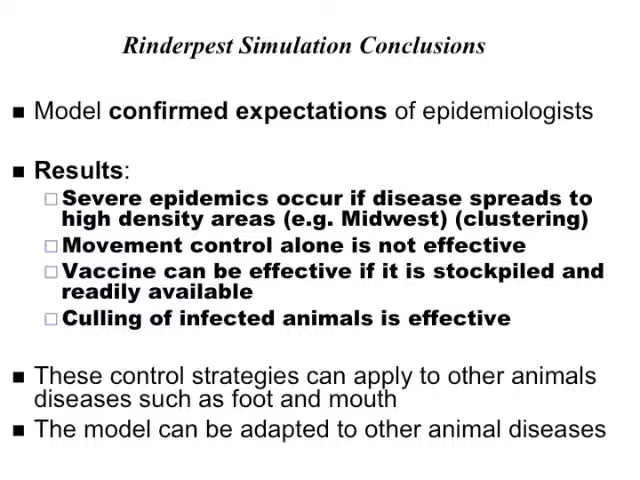 Rinderpest Simulation Conclusions
Model confirmed expectations of epidemiologists
Results:
Severe epidemics occur if disease spreads to
high density areas (e.g. Midwest) (clustering)
Movement control alone is not effective
Vaccine can be effective if it is stockpiled and
readily available
Culling of infected animals is effective
These control strategies can apply to other animals
diseases such as foot and mouth
The model can be adapted to other animal diseases